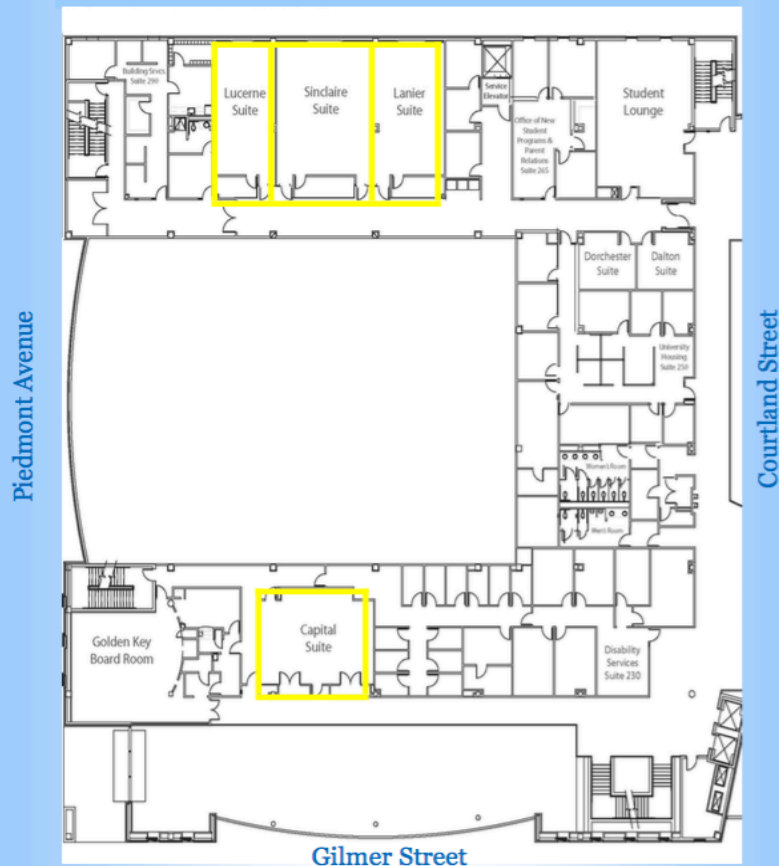 Building Srvcs
Suite 290
Lucerne
Suite
Sinclaire
Suite
Lanier
Suite
Service
Elevator
Office of New
Student
Programs &
Parent
Relations
Suite 265
Student
Lounge
Dorchester
Suite
Dalton
Suite
Piedmont Avenue
University
Housing
Suite 250
Courtland Street
Women's Room
Men's Room
Golden Key
Board Room
Capital
Suite
Disability
Services
Suite 230
Gilmer Street